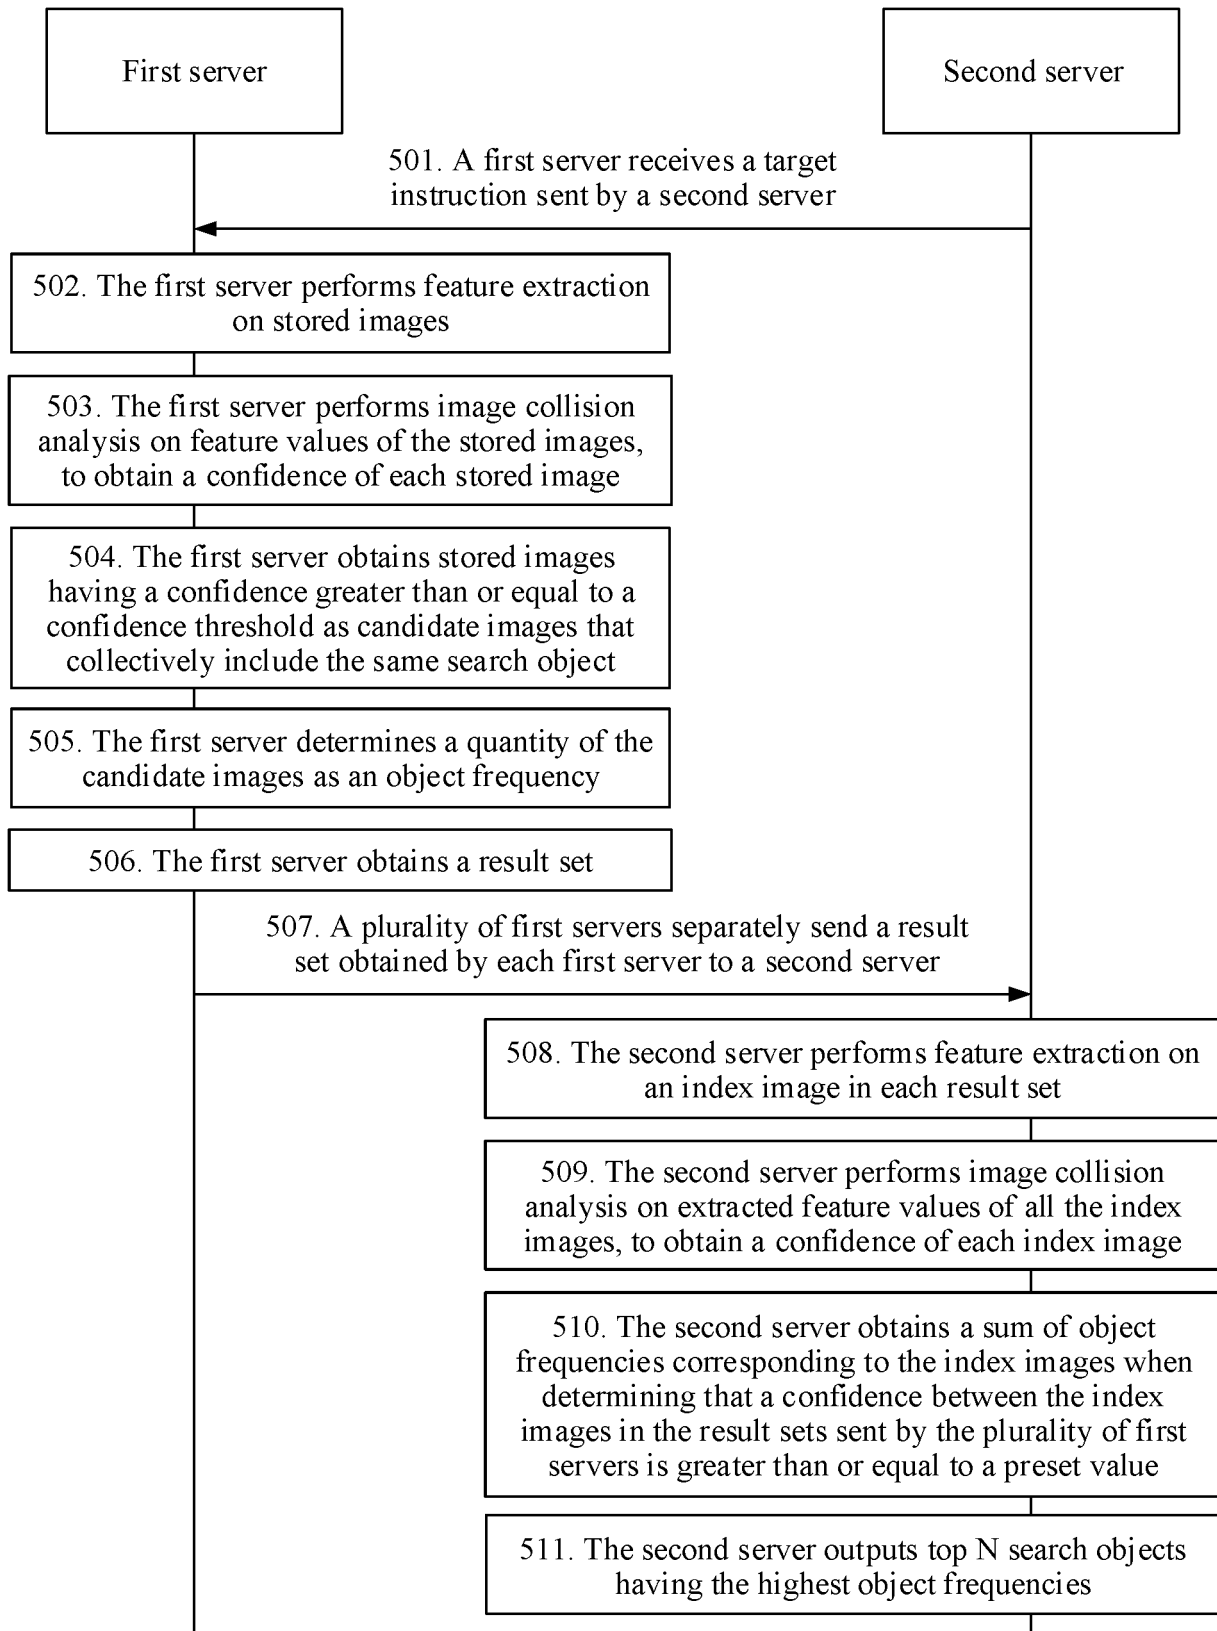 First server
Second server
501. A first server receives a target
instruction sent by a second server
502. The first server performs feature extraction
on stored images
503. The first server performs image collision
analysis on feature values of the stored images,
to obtain a confidence of each stored image
504. The first server obtains stored images
having a confidence greater than or equal to a
confidence threshold as candidate images that
collectively include the same search object
505. The first server determines a quantity of the
candidate images as an object frequency
506. The first server obtains a result set
507. A plurality of first servers separately send a result
set obtained by each first server to a second server
508. The second server performs feature extraction on
an index image in each result set
509. The second server performs image collision
analysis on extracted feature values of all the index
images, to obtain a confidence of each index image
510. The second server obtains a sum of object
frequencies corresponding to the index images when
determining that a confidence between the index
images in the result sets sent by the plurality of first
servers is greater than or equal to a preset value
511. The second server outputs top N search objects
having the highest object frequencies